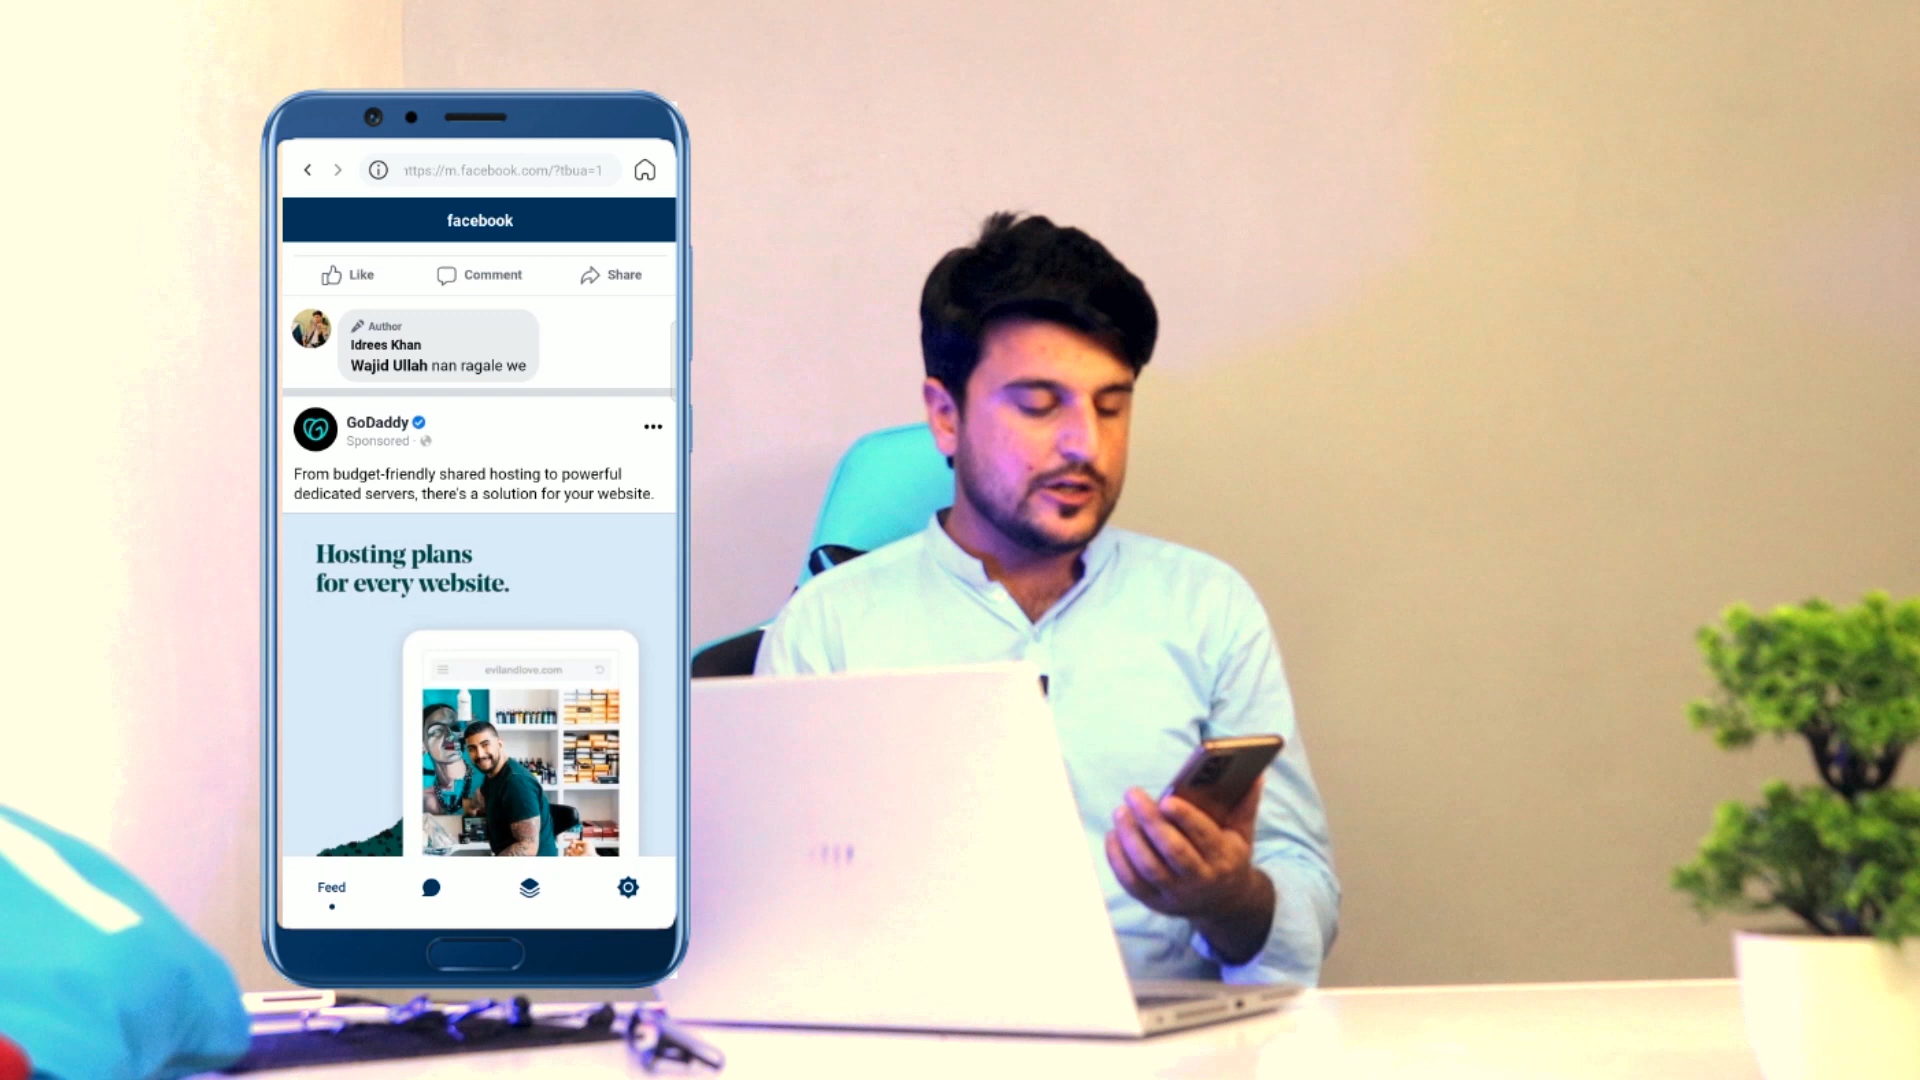 ttps://m.facebook.com/?tbua=1
facebook
Like Comment Share
Author
Idrees Khan
Wajid Ullah nan ragale we
GoDaddy
Sponsored ·
From budget-friendly shared hosting to powerful
dedicated servers, there's a solution for your website.
Hosting plans
for every website.
evilandlove.com
Feed